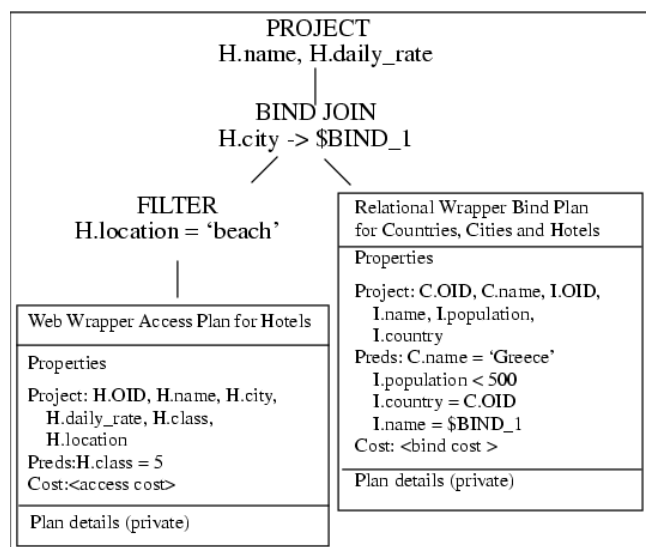 PROJECT
H.name, H.daily_rate
BIND JOIN
H.city -> $BIND_1
FILTER
H.location = ‘beach’
Web Wrapper Access Plan for Hotels
Properties
Project: H.OID, H.name, H.city,
H.daily_rate, H.class,
H.location
Preds:H.class = 5
Cost:<access cost>
Plan details (private)
Relational Wrapper Bind Plan
for Countries, Cities and Hotels
Properties
Project: C.OID, C.name, I.OID,
I.name, I.population,
I.country
Preds: C.name = ‘Greece’
I.population < 500
I.country = C.OID
I.name = $BIND_1
Cost: <bind cost >
Plan details (private)